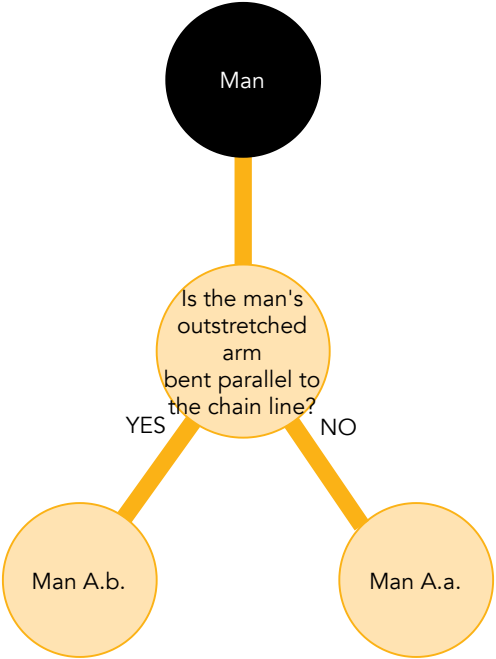 Man
Is the man's
outstretched
arm
bent parallel to
the chain line?
YES
NO
Man A.b.
Man A.a.